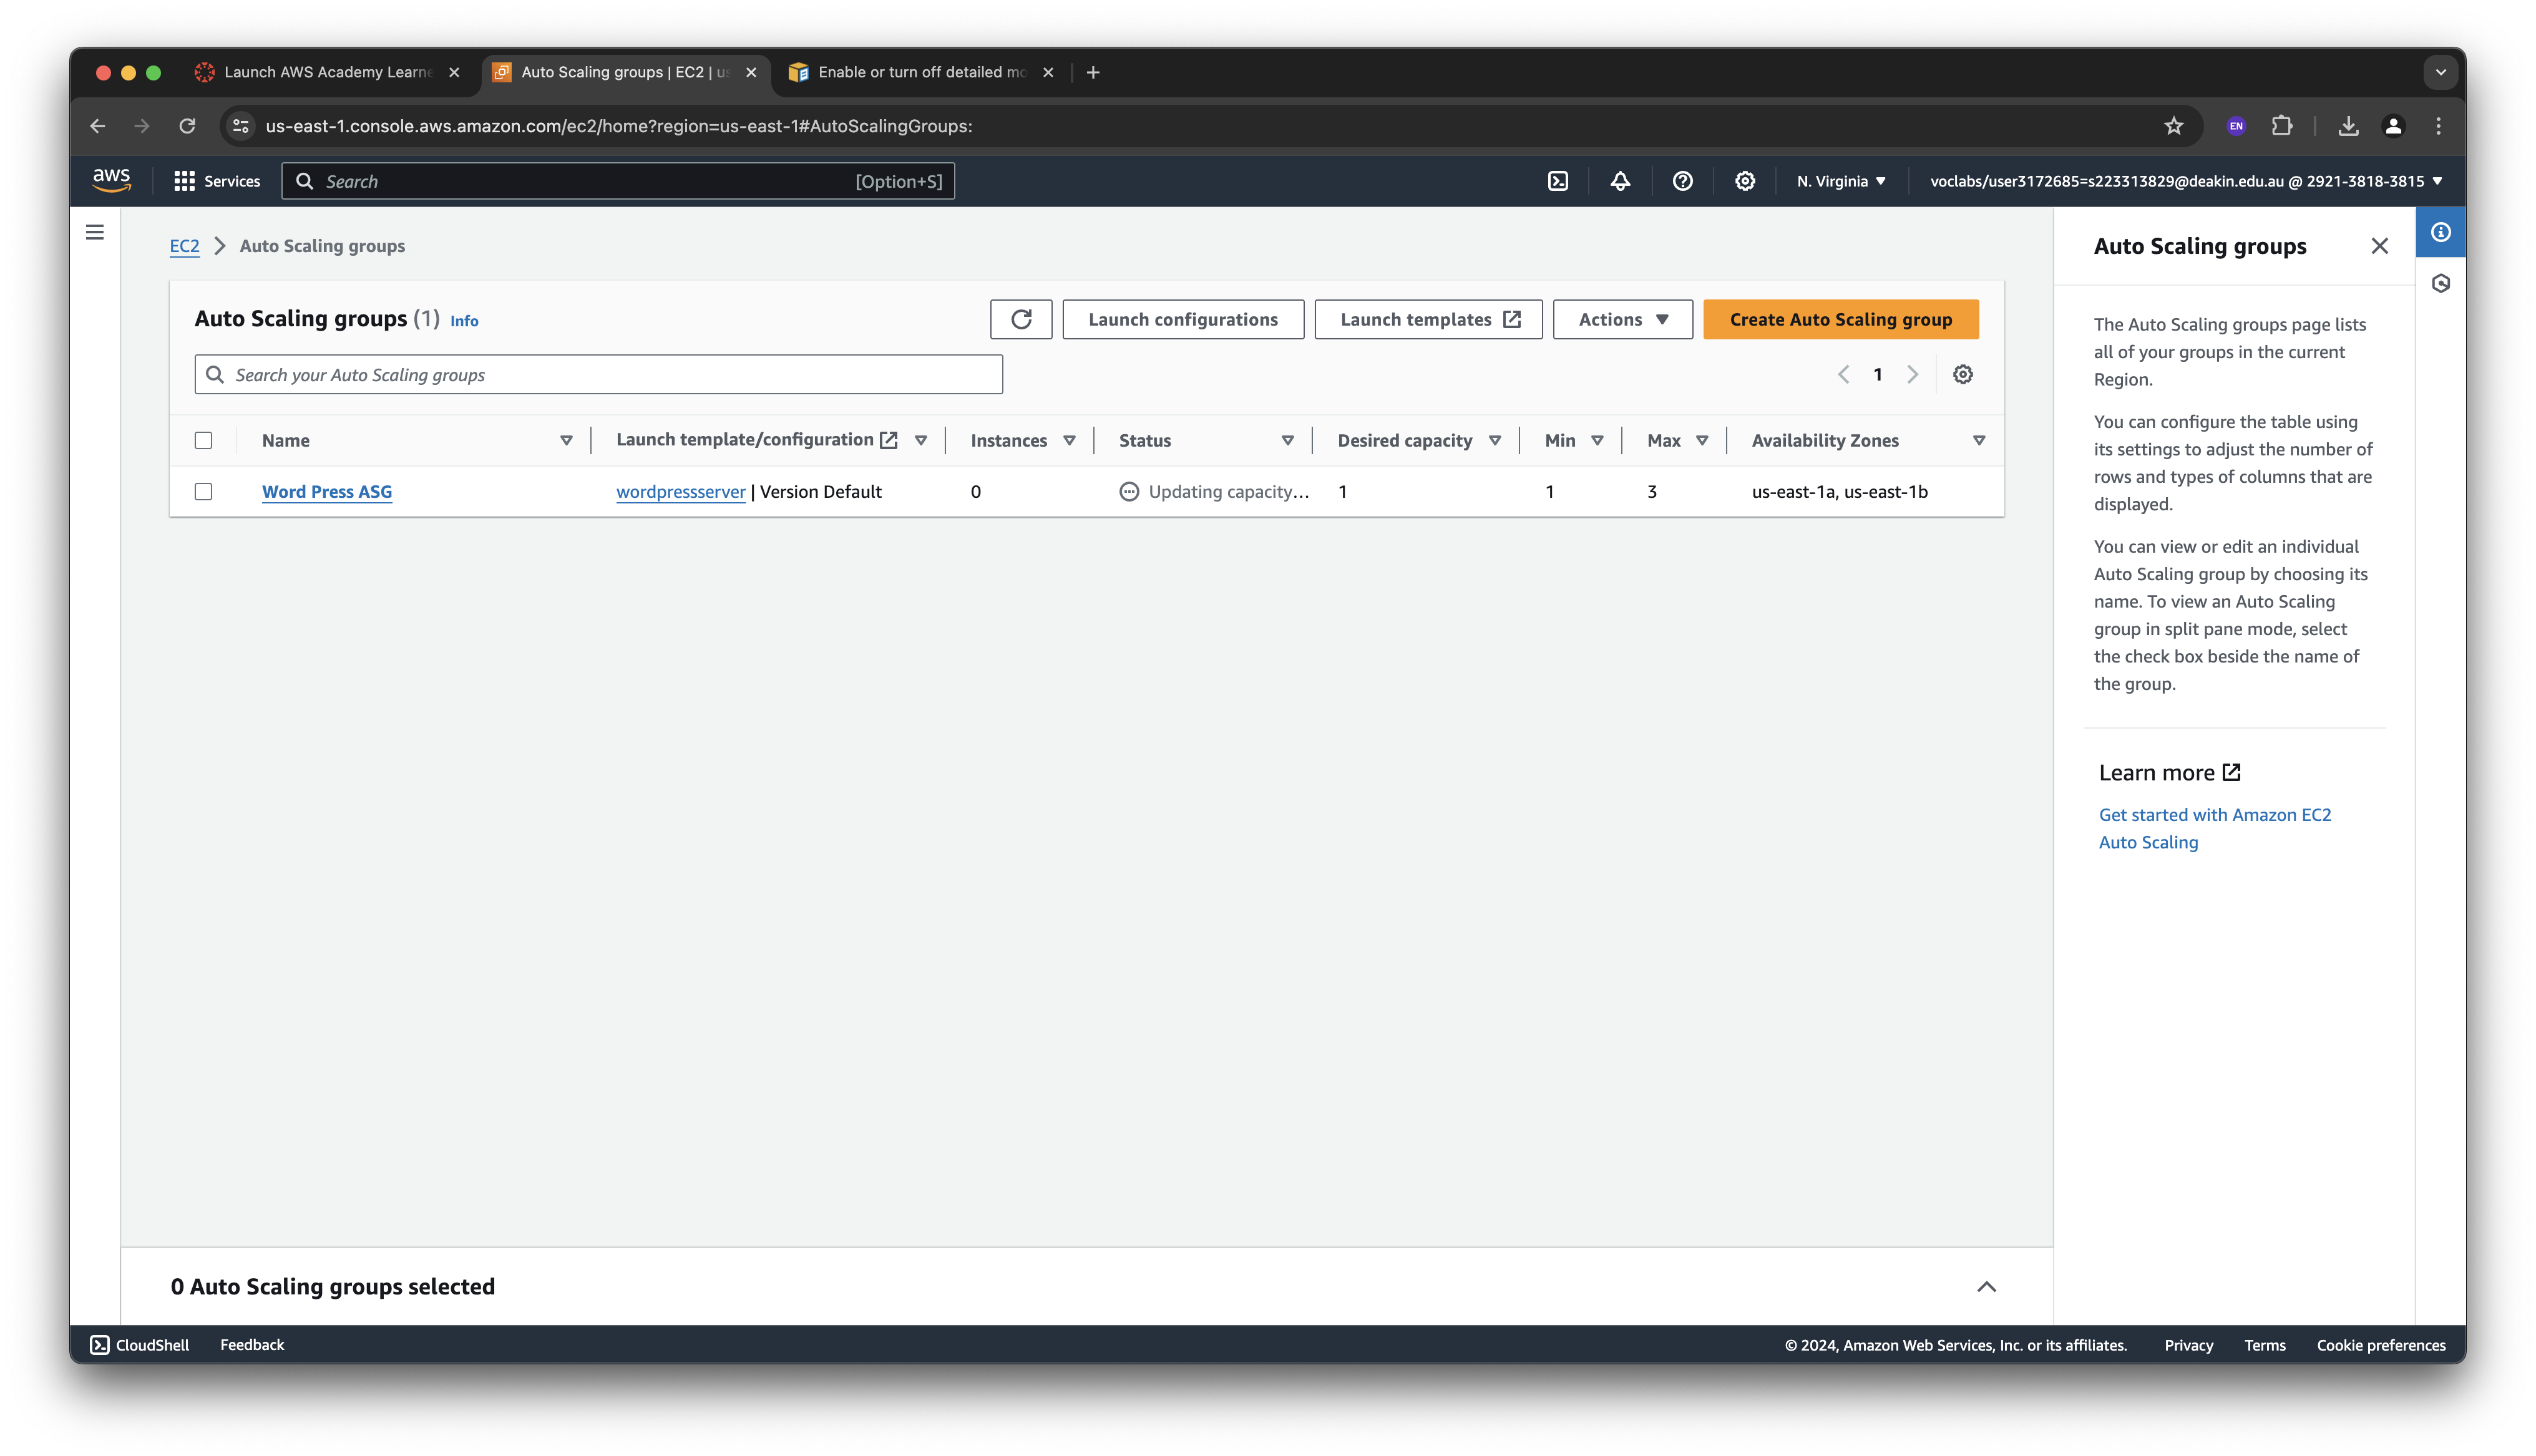 Launch AWS Academy Learne
Auto Scaling groups | EC2 | us
Enable or turn off detailed mo
us-east-1.console.aws.amazon.com/ec2/home?region=us-east-1#AutoScalingGroups:
EN
aws
Services
Search
[Option+S]
N. Virginia
voclabs/user3172685=s223313829@deakin.edu.au @ 2921-3818-3815
EC2
Auto Scaling groups
Auto Scaling groups (1) Info
Launch configurations
Launch templates
Actions
Create Auto Scaling group
Search your Auto Scaling groups
1
Name
Launch template/configuration
Instances
Status
Desired capacity
Min
Max
Availability Zones
Word Press ASG
wordpressserver | Version Default
0
Updating capacity...
1
1
3
us-east-1a, us-east-1b
0 Auto Scaling groups selected
Auto Scaling groups
The Auto Scaling groups page lists
all of your groups in the current
Region.
You can configure the table using
its settings to adjust the number of
rows and types of columns that are
displayed.
You can view or edit an individual
Auto Scaling group by choosing its
name. To view an Auto Scaling
group in split pane mode, select
the check box beside the name of
the group.
Learn more
Get started with Amazon EC2
Auto Scaling
CloudShell
Feedback
© 2024, Amazon Web Services, Inc. or its affiliates.
Privacy
Terms
Cookie preferences